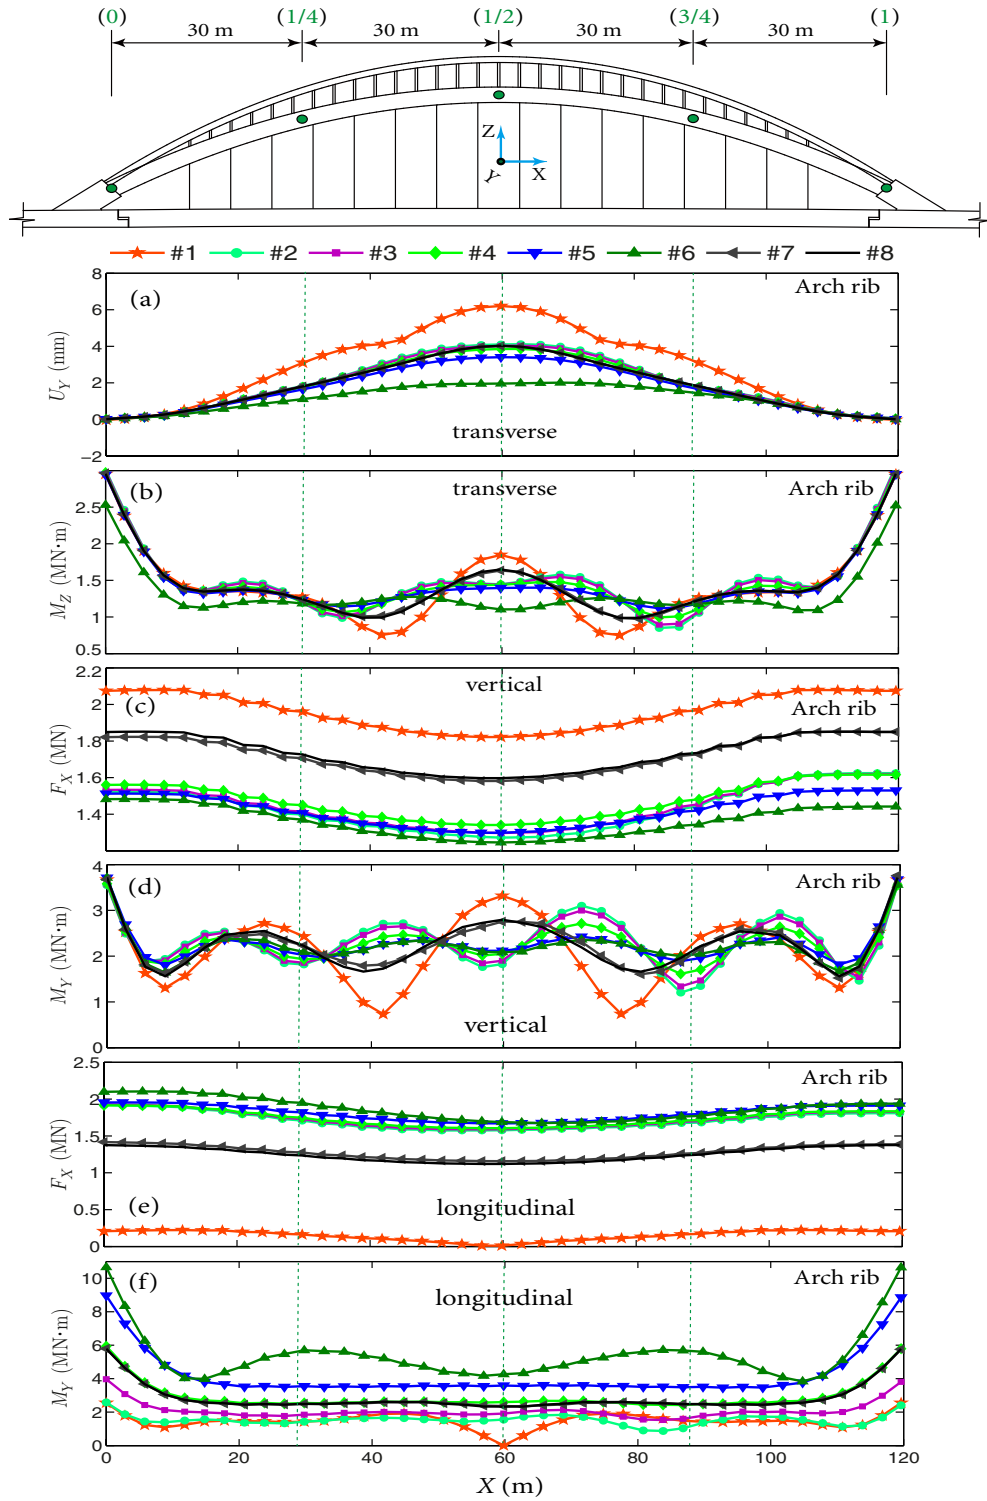 (0) (1/4) (1/2) (3/4) (1)
30 m 30 m 30 m 30 m
Z
Y X
#1 #2 #3 #4 #5 #6 #7 #8
8
6
4
2
0
−2
U_Y (mm)
(a)
Arch rib
transverse
2.5
2
1.5
1
0.5
M_Z (MN·m)
(b)
transverse
Arch rib
2.2
2
1.8
1.6
1.4
F_X (MN)
vertical
(c)
Arch rib
4
3
2
1
0
M_Y (MN·m)
(d)
Arch rib
vertical
2.5
2
1.5
1
0.5
0
F_X (MN)
Arch rib
(e)
longitudinal
10
8
6
4
2
0
M_Y (MN·m)
(f)
longitudinal
Arch rib
0 20 40 60 80 100 120
X (m)